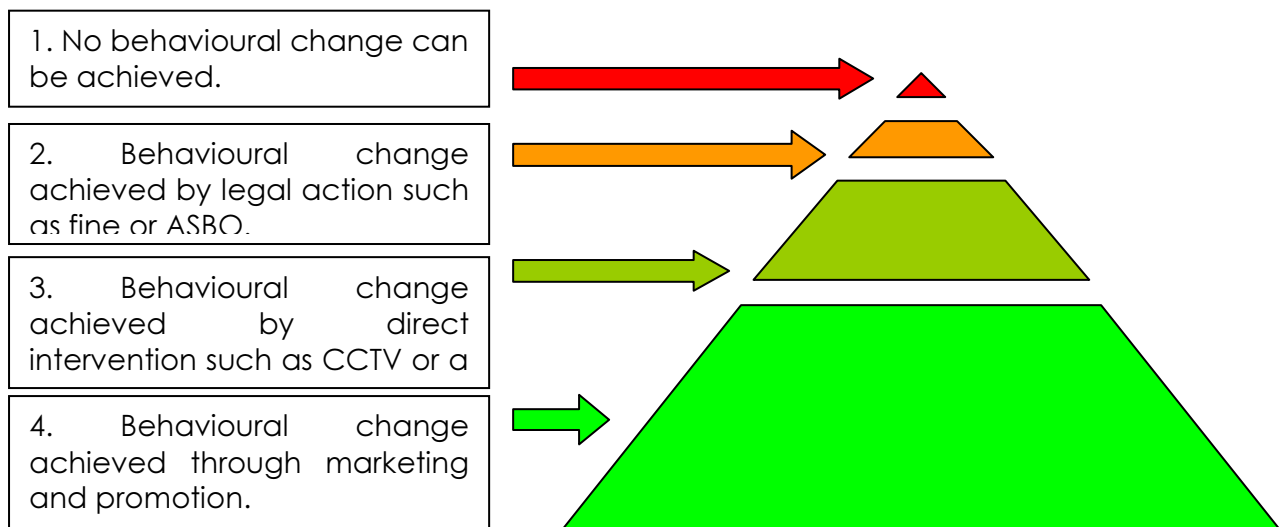 1. No behavioural change can
be achieved.
2. Behavioural change
achieved by legal action such
as fine or ASBO.
3. Behavioural change
achieved by direct
intervention such as CCTV or a
4. Behavioural change
achieved through marketing
and promotion.